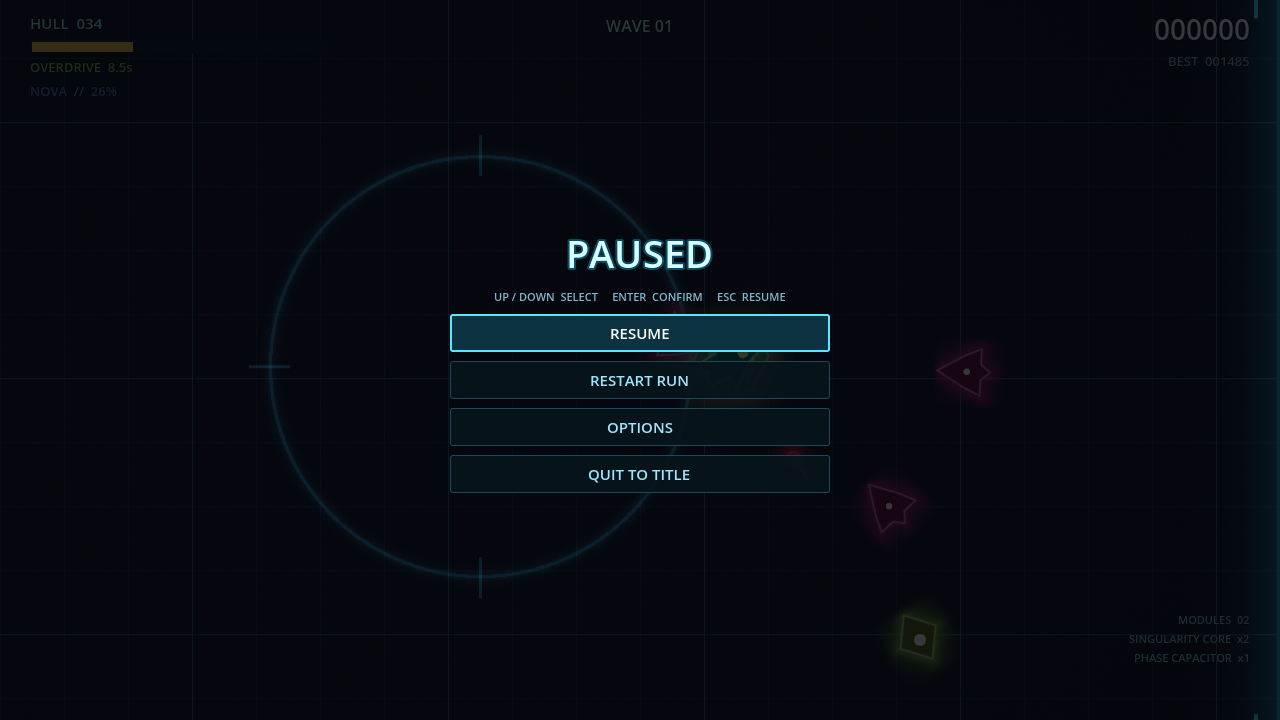 HULL 034
WAVE 01
000000
OVERDRIVE 8.5s
BEST 001485
NOVA // 26%
PAUSED
UP / DOWN SELECT ENTER CONFIRM ESC RESUME
RESUME
RESTART RUN
OPTIONS
QUIT TO TITLE
MODULES 02
SINGULARITY CORE x2
PHASE CAPACITOR x1